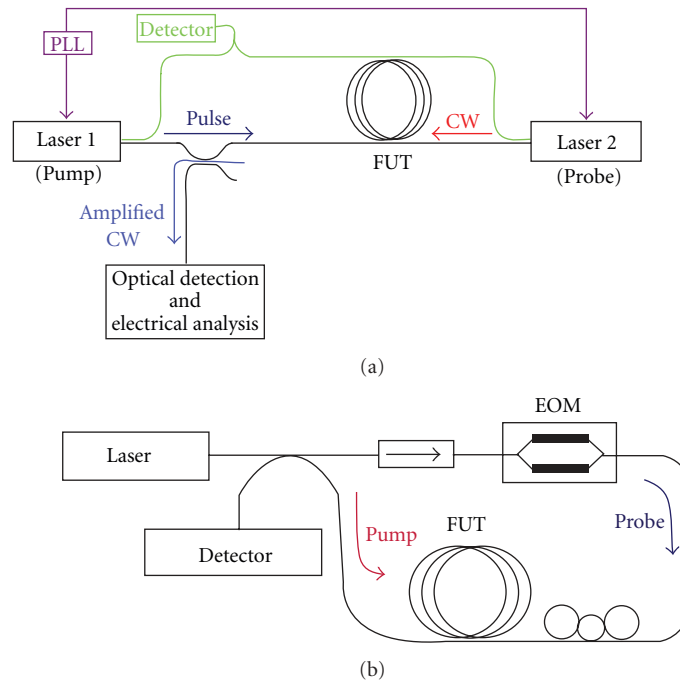 Detector
PLL
Laser 1
(Pump)
Pulse
CW
FUT
Laser 2
(Probe)
Amplified
CW
Optical detection
and
electrical analysis
(a)
EOM
Laser
Detector
Pump
FUT
Probe
(b)